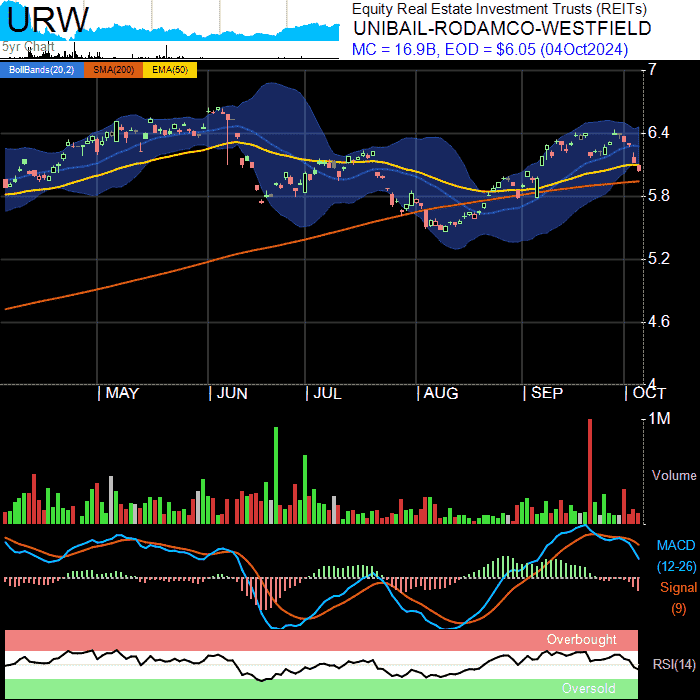 URW
5yr Chart
Equity Real Estate Investment Trusts (REITs)
UNIBAIL-RODAMCO-WESTFIELD
MC = 16.9B, EOD = $6.05 (04Oct2024)
BollBands(20,2) SMA(200) EMA(50)
7
6.4
5.8
5.2
4.6
4
MAY JUN JUL AUG SEP OCT
1M
Volume
MACD
(12-26)
Signal
(9)
Overbought
RSI(14)
Oversold